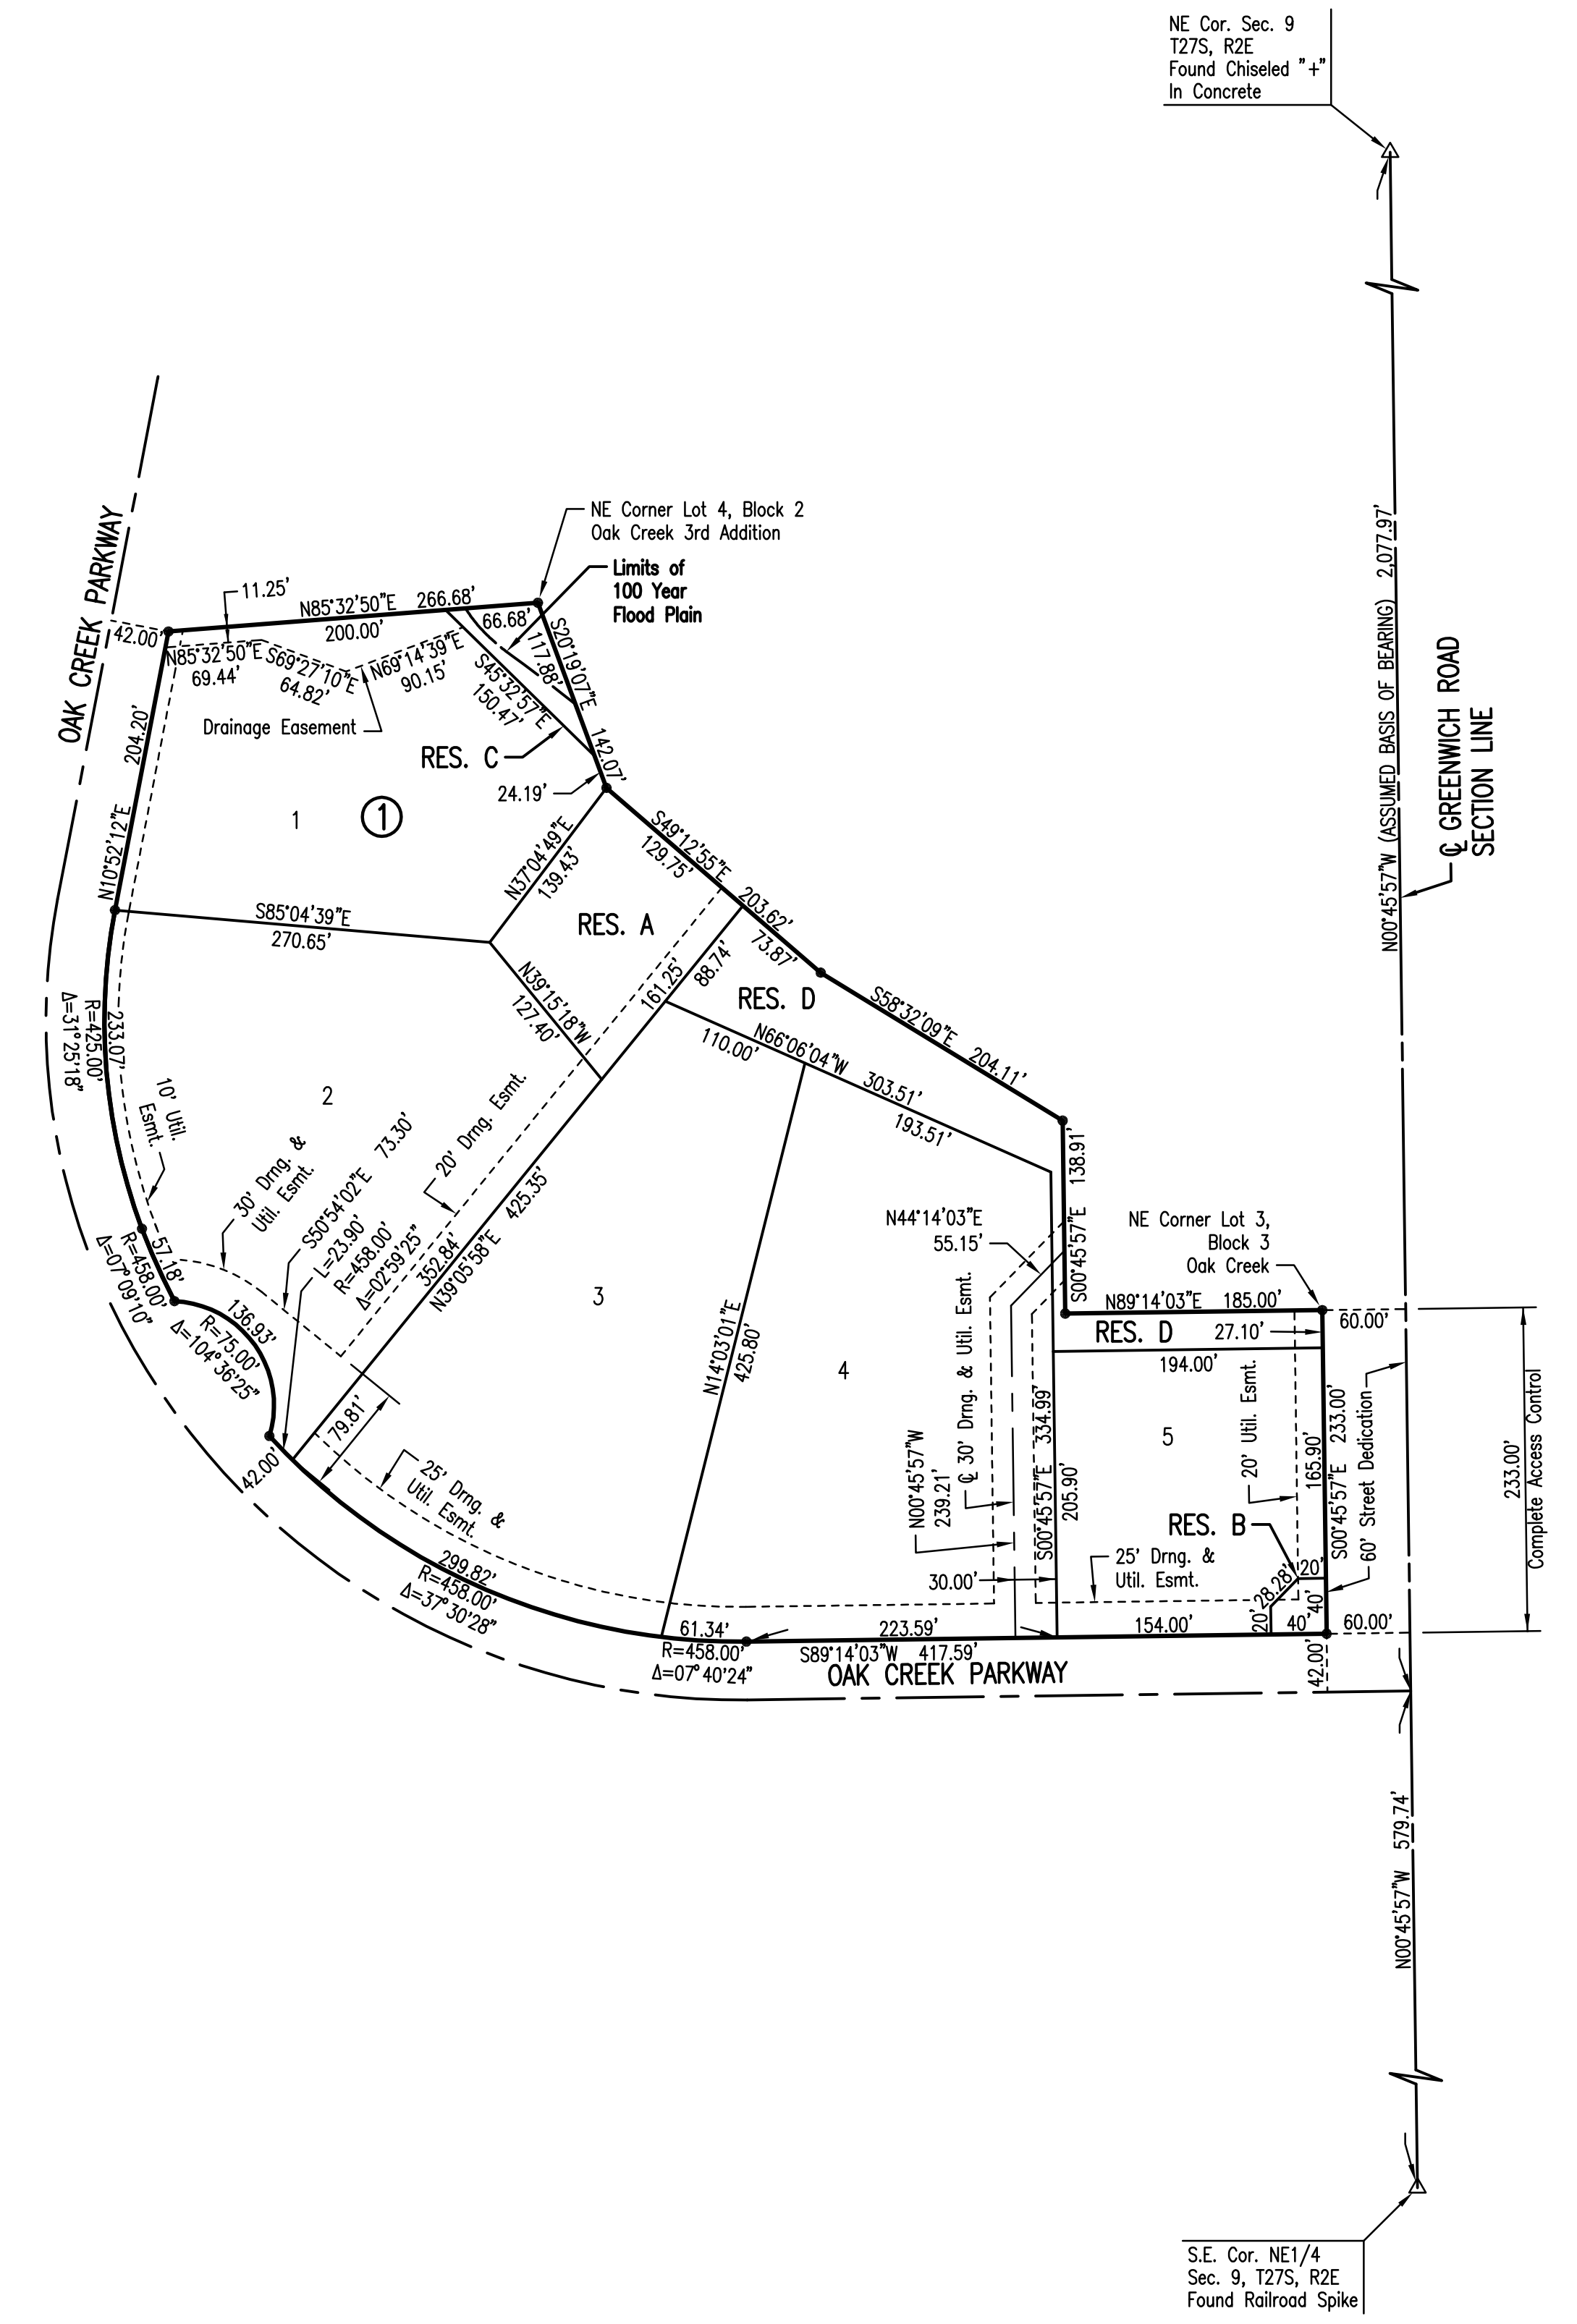 NE Cor. Sec. 9
T27S, R2E
Found Chiseled "+"
In Concrete
N00°45'57"W (ASSUMED BASIS OF BEARING) 2,077.97'
℄ GREENWICH ROAD
SECTION LINE
OAK CREEK PARKWAY
NE Corner Lot 4, Block 2
Oak Creek 3rd Addition
Limits of
100 Year
Flood Plain
11.25'
N85°32'50"E 266.68'
200.00'
66.68'
42.00'
N85°32'50"E
69.44'
S69°27'10"E
64.82'
N69°14'39"E
90.15'
S45°32'57"E
150.47'
117.88'
S20°19'07"E
142.07'
Drainage Easement
RES. C
24.19'
204.20'
N10°52'12"E
1
1
S49°12'55"E
203.62'
129.75'
73.87'
N37°04'49"E
139.43'
RES. A
S85°04'39"E
270.65'
N39°15'18"W
127.40'
161.25'
88.74'
RES. D
S58°32'09"E 204.11'
N66°06'04"W 303.51'
110.00'
193.51'
233.07'
R=425.00'
Δ=31°25'18"
2
10' Util.
Esmt.
30' Drng. &
Util. Esmt.
S50°54'02"E 73.30'
L=23.90'
R=458.00'
Δ=02°59'25"
20' Drng. Esmt.
425.35'
352.84'
N39°05'58"E
57.18'
R=458.00'
Δ=07°09'10"
136.93'
R=75.00'
Δ=104°36'25"
3
N14°03'01"E
425.80'
4
N44°14'03"E
55.15'
138.91'
S00°45'57"E
NE Corner Lot 3,
Block 3
Oak Creek
N89°14'03"E 185.00'
60.00'
RES. D
27.10'
194.00'
℄ 30' Drng. & Util. Esmt.
N00°45'57"W
239.21'
S00°45'57"E 334.99'
205.90'
5
20' Util. Esmt.
165.90'
S00°45'57"E 233.00'
60' Street Dedication
233.00'
Complete Access Control
79.81'
42.00'
25' Drng. &
Util. Esmt.
299.82'
R=458.00'
Δ=37°30'28"
RES. B
25' Drng. &
Util. Esmt.
30.00'
28.28'
20'
20'
40'
40'
61.34'
R=458.00'
Δ=07°40'24"
223.59'
154.00'
60.00'
S89°14'03"W 417.59'
OAK CREEK PARKWAY
42.00'
N00°45'57"W 579.74'
S.E. Cor. NE1/4
Sec. 9, T27S, R2E
Found Railroad Spike